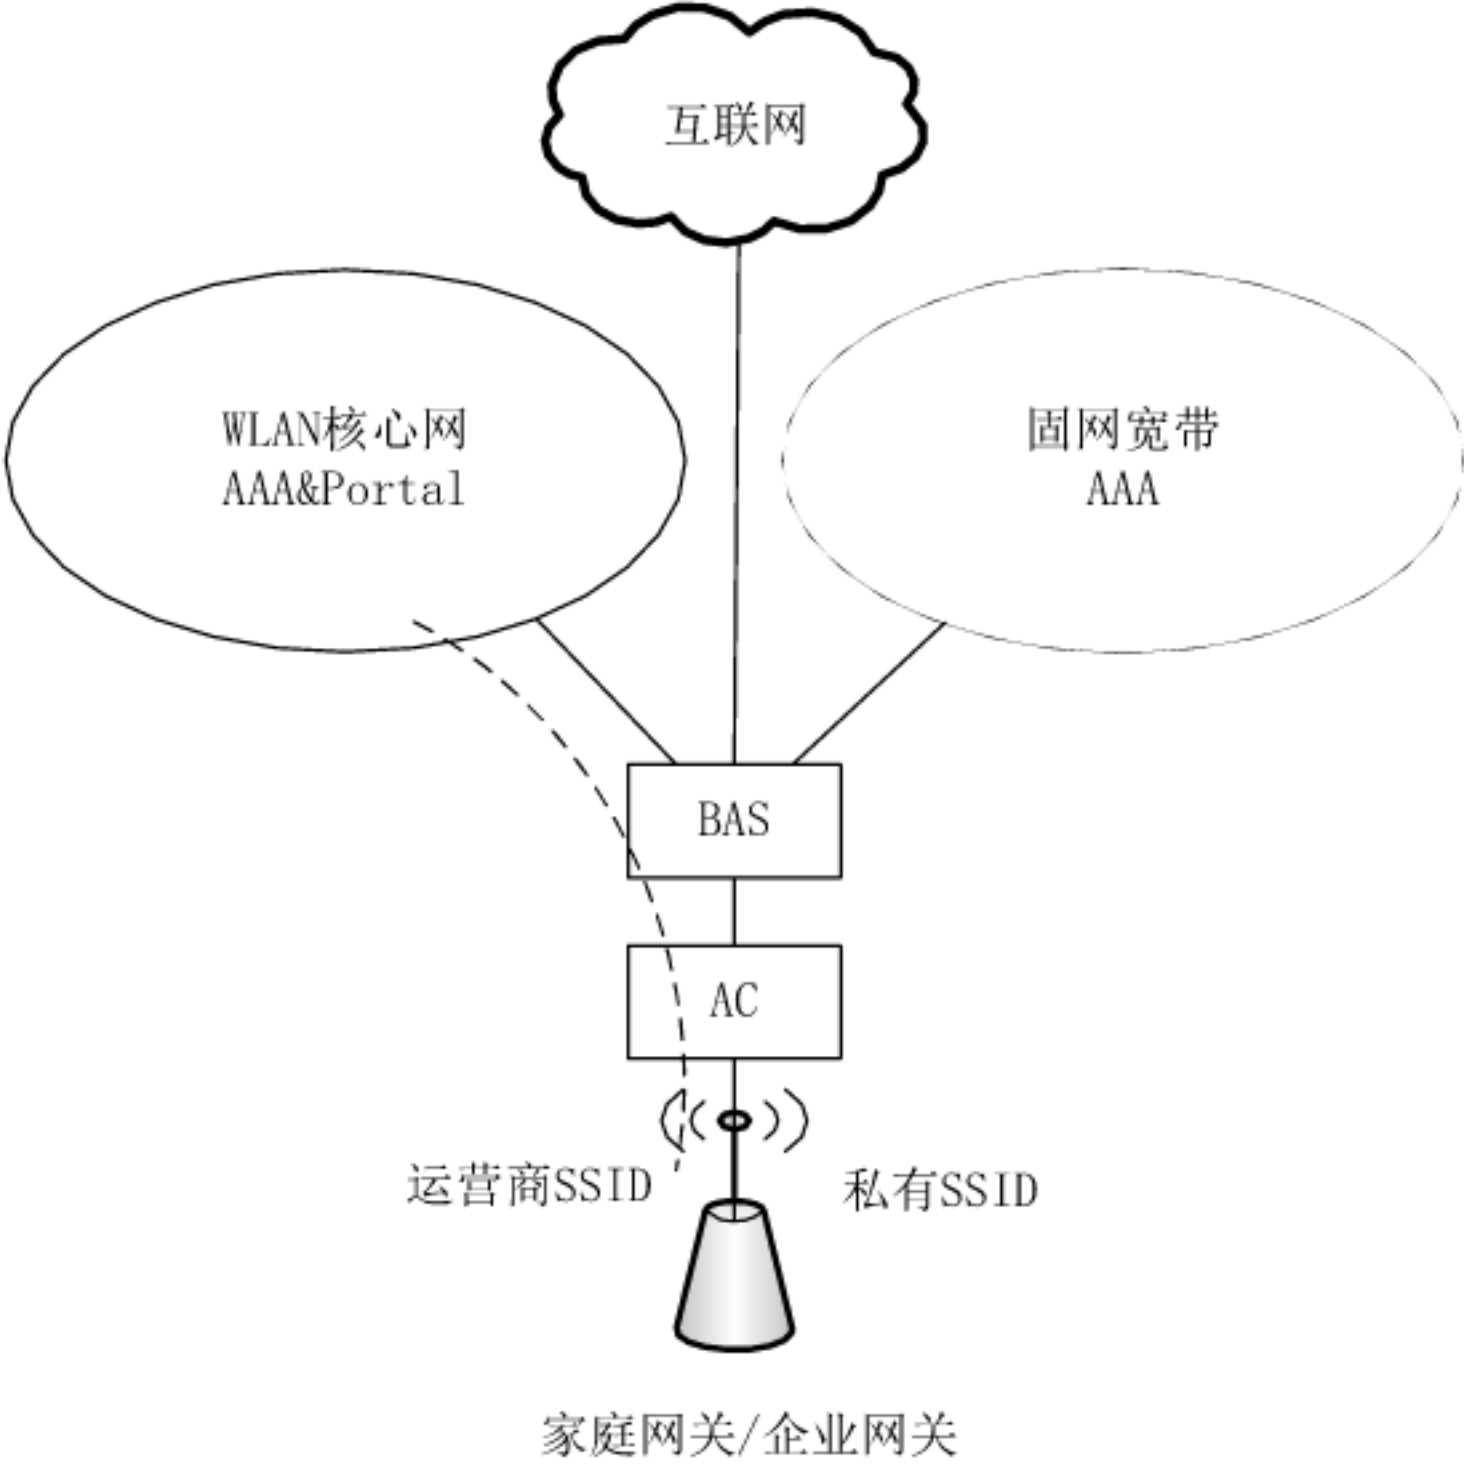 互联网
WLAN核心网
AAA&Portal
固网宽带
AAA
BAS
AC
运营商SSID
私有SSID
家庭网关/企业网关